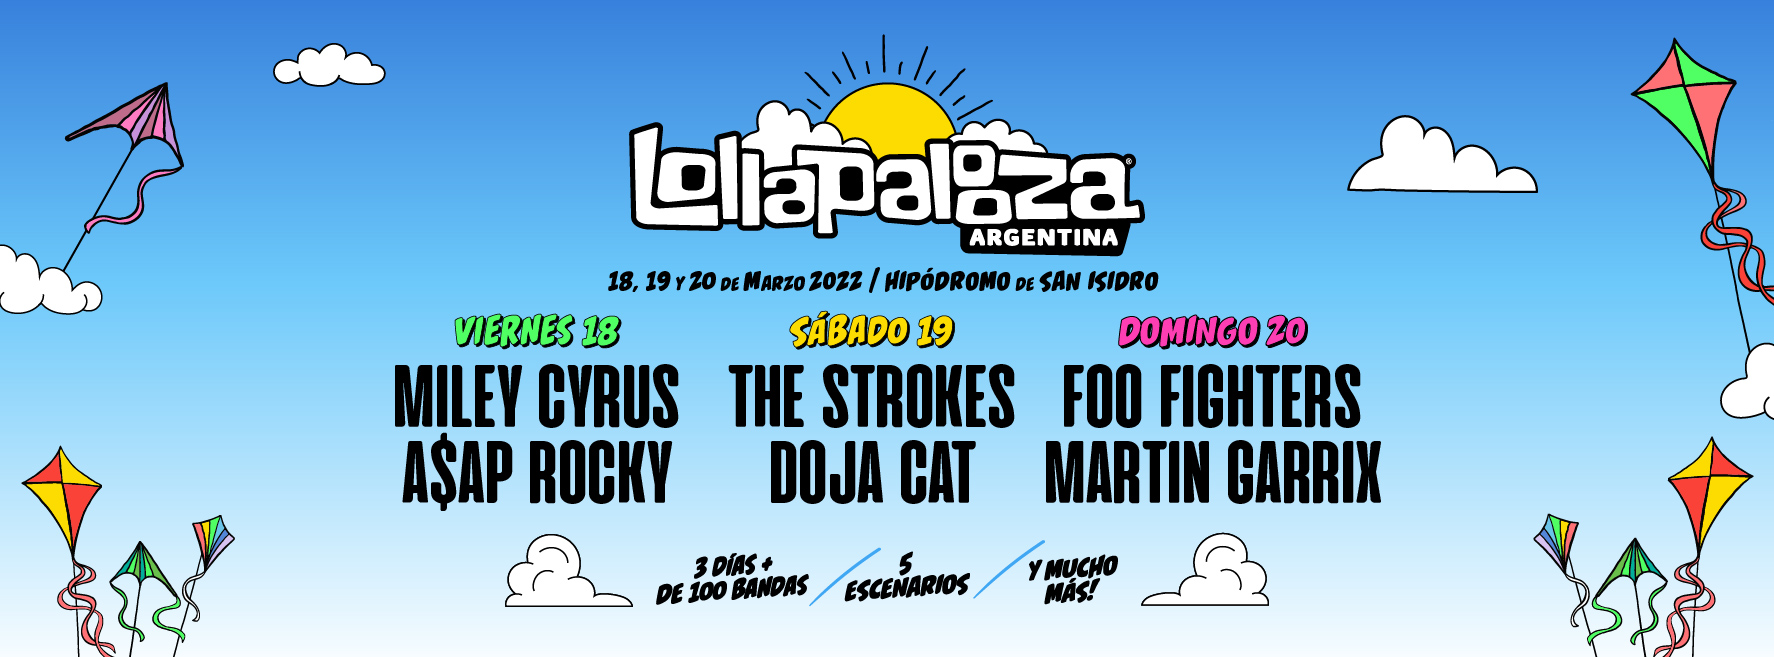 Lollapalooza®
ARGENTINA
18, 19 Y 20 DE MARZO 2022 / HIPÓDROMO DE SAN ISIDRO
VIERNES 18
MILEY CYRUS
A$AP ROCKY
SÁBADO 19
THE STROKES
DOJA CAT
DOMINGO 20
FOO FIGHTERS
MARTIN GARRIX
3 DÍAS +
DE 100 BANDAS
5
ESCENARIOS
Y MUCHO
MÁS!